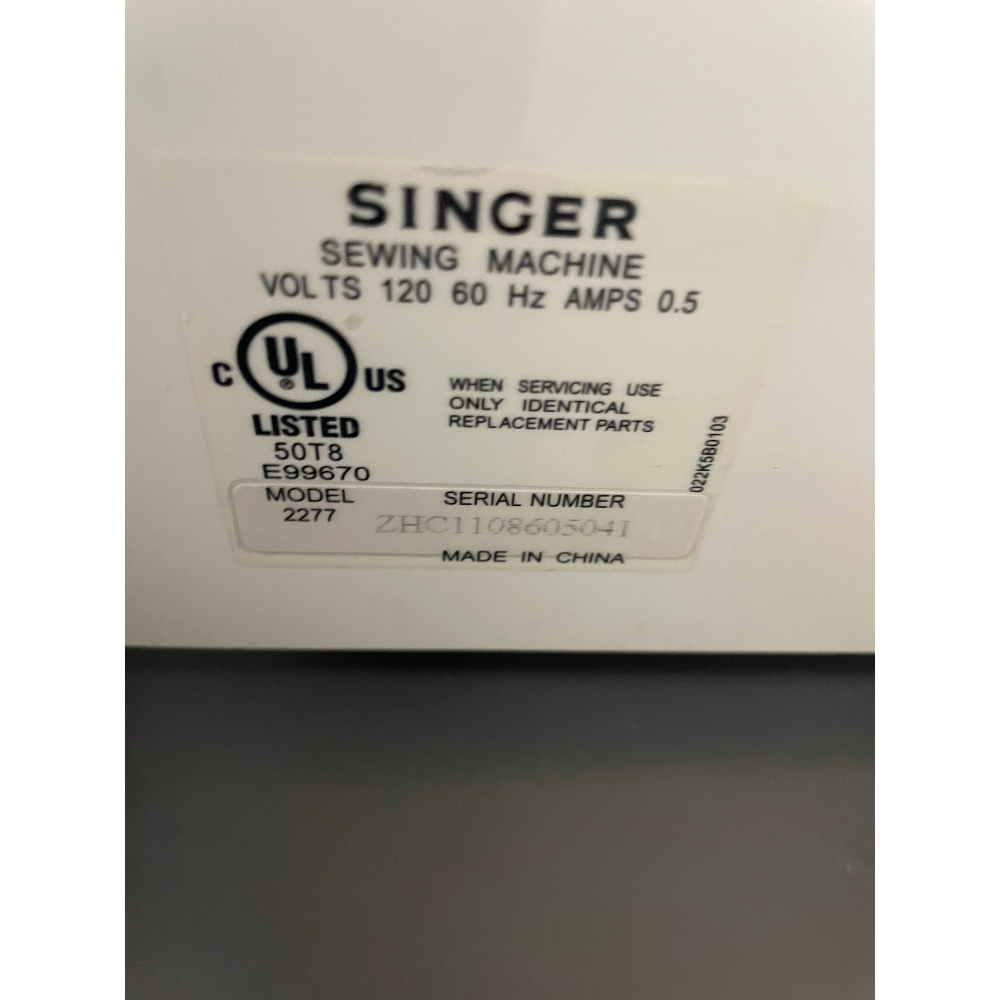 SINGER
SEWING MACHINE
VOLTS 120 60 Hz AMPS 0.5
C UL ® US
LISTED
50T8
E99670
WHEN SERVICING USE
ONLY IDENTICAL
REPLACEMENT PARTS
022K5B0103
MODEL
2277
SERIAL NUMBER
ZHC1108605041
MADE IN CHINA